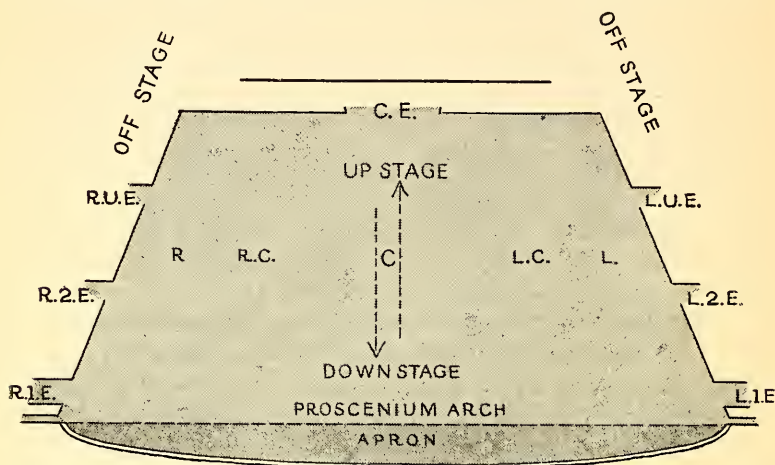 OFF STAGE
OFF STAGE
C. E.
UP STAGE
R.U.E.
L.U.E.
R
R.C.
C
L.C.
L.
R.2.E.
L.2.E.
DOWN STAGE
R.1.E.
L.1.E
PROSCENIUM ARCH
APRON